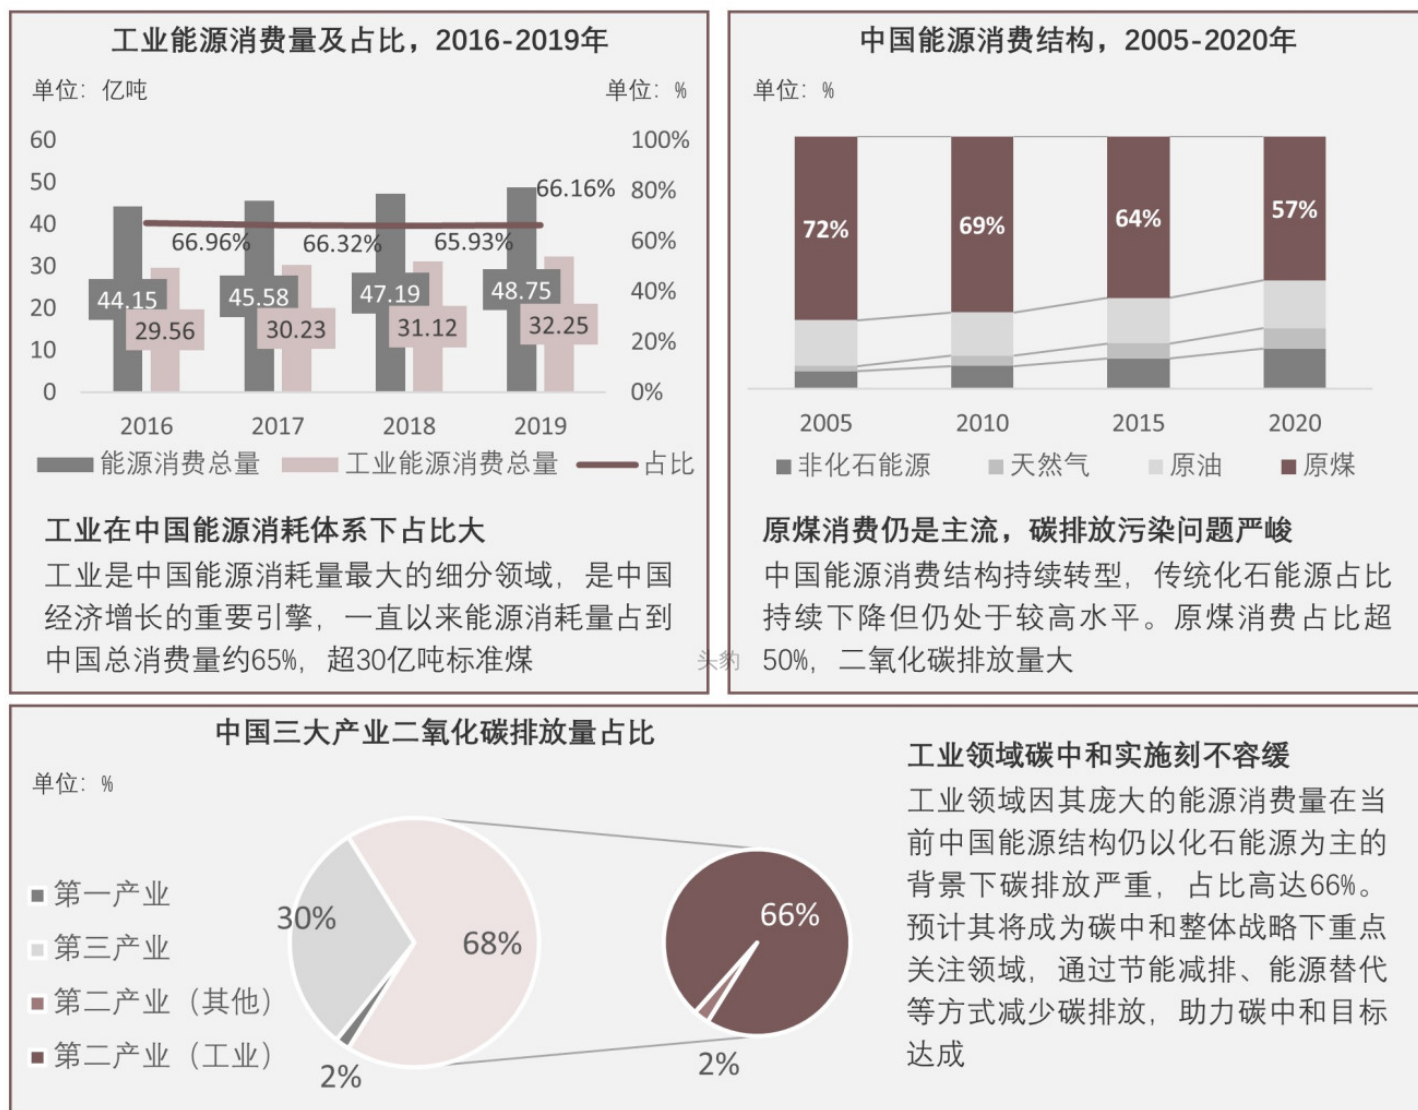 工业能源消费量及占比，2016-2019年
单位：亿吨
单位：%
60
50
40
30
20
10
0
100%
80%
60%
40%
20%
0%
66.96%
66.32%
65.93%
66.16%
44.15
29.56
45.58
30.23
47.19
31.12
48.75
32.25
2016
2017
2018
2019
能源消费总量
工业能源消费总量
占比
工业在中国能源消耗体系下占比大
工业是中国能源消耗量最大的细分领域，是中国
经济增长的重要引擎，一直以来能源消耗量占到
中国总消费量约65%，超30亿吨标准煤
中国能源消费结构，2005-2020年
单位：%
72%
69%
64%
57%
2005
2010
2015
2020
非化石能源
天然气
原油
原煤
原煤消费仍是主流，碳排放污染问题严峻
中国能源消费结构持续转型，传统化石能源占比
持续下降但仍处于较高水平。原煤消费占比超
50%，二氧化碳排放量大
头豹
中国三大产业二氧化碳排放量占比
单位：%
第一产业
第三产业
第二产业（其他）
第二产业（工业）
30%
68%
2%
66%
2%
工业领域碳中和实施刻不容缓
工业领域因其庞大的能源消费量在当
前中国能源结构仍以化石能源为主的
背景下碳排放严重，占比高达66%。
预计其将成为碳中和整体战略下重点
关注领域，通过节能减排、能源替代
等方式减少碳排放，助力碳中和目标
达成